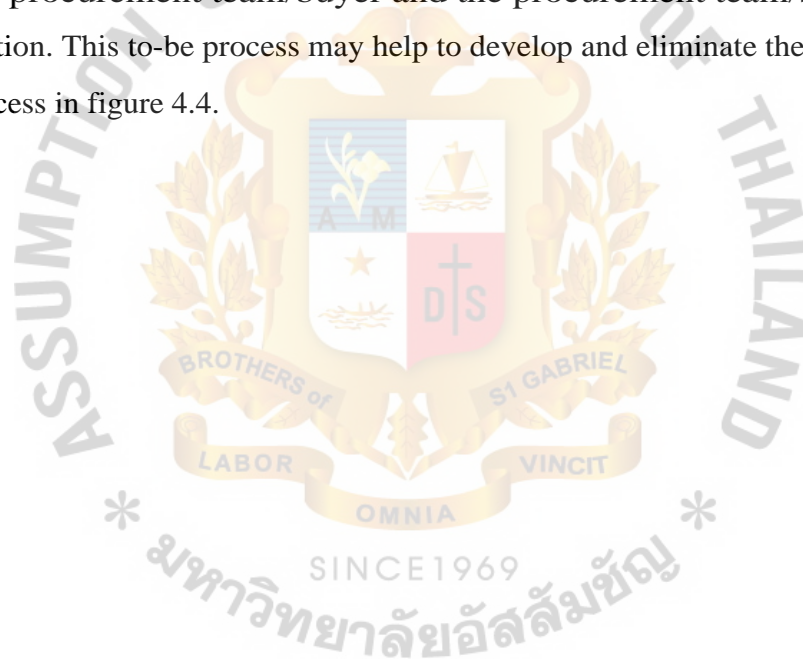 procurement team/buyer and the procurement team/
tion. This to-be process may help to develop and eliminate the
cess in figure 4.4.
ASSUMPTION
OF THAILAND
A M
D S
BROTHERS of
S1 GABRIEL
LABOR
VINCIT
OMNIA
* SINCE1969 *
มหาวิทยาลัยอัสสัมชัญ